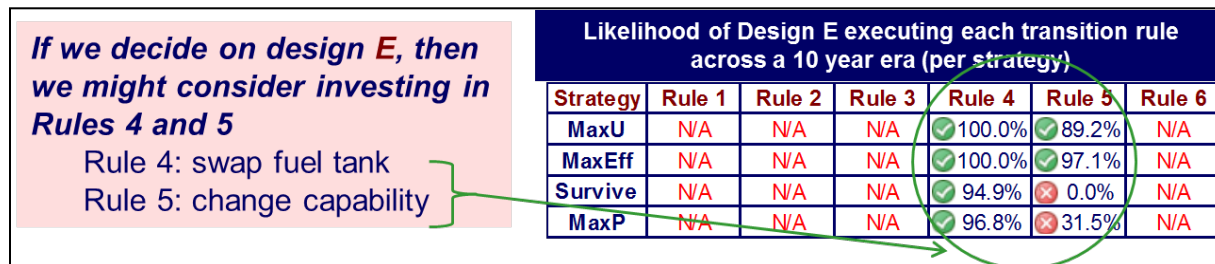 If we decide on design E, then
we might consider investing in
Rules 4 and 5
Rule 4: swap fuel tank
Rule 5: change capability
Likelihood of Design E executing each transition rule
across a 10 year era (per strategy)
Strategy Rule 1 Rule 2 Rule 3 Rule 4 Rule 5 Rule 6
MaxU N/A N/A N/A 100.0% 89.2% N/A
MaxEff N/A N/A N/A 100.0% 97.1% N/A
Survive N/A N/A N/A 94.9% 0.0% N/A
MaxP N/A N/A N/A 96.8% 31.5% N/A